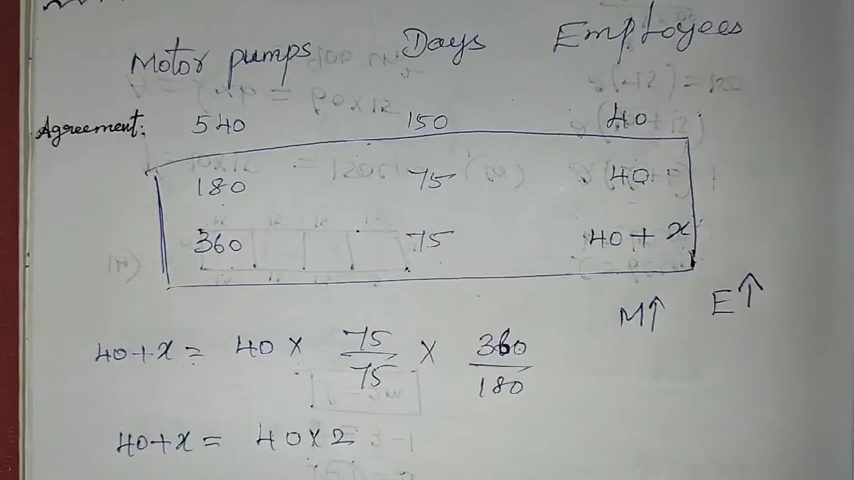 Motor pumps Days Employees
Agreement: 540 150 40
180 75 40
360 75 40+x
M↑ E↑
40+x = 40 × 75/75 × 360/180
40+x = 40×2